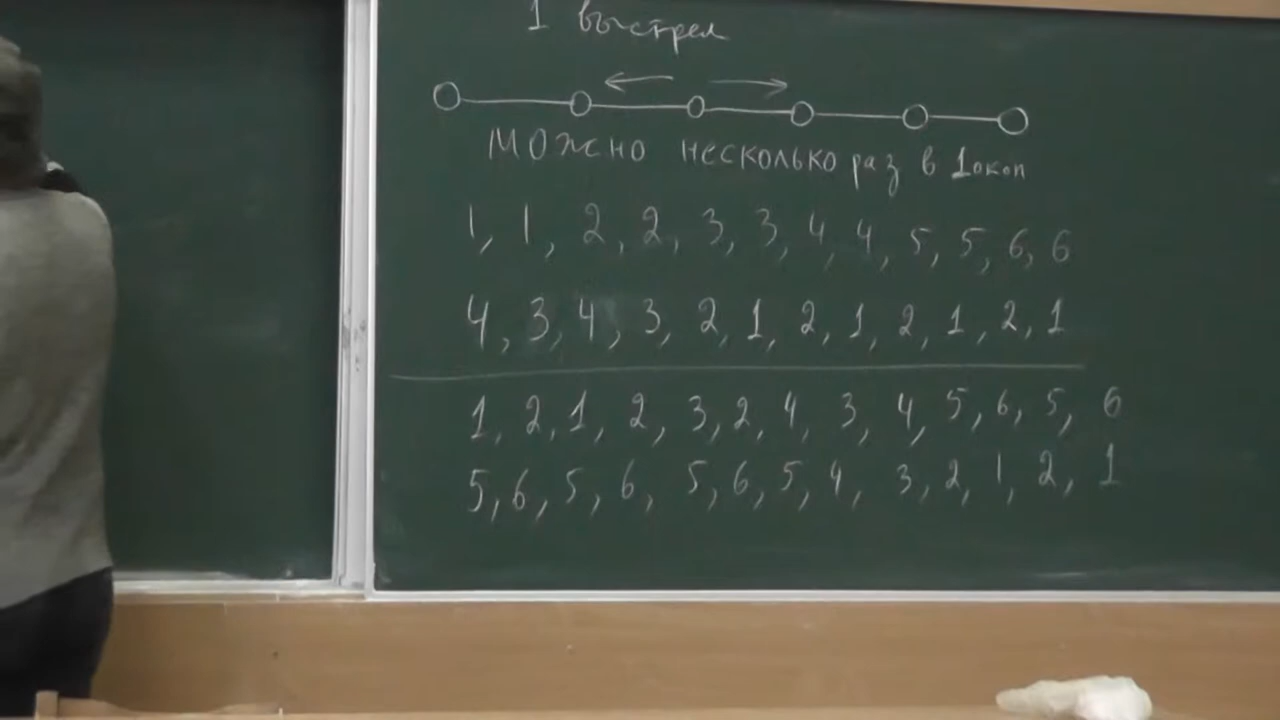 1 выстрел
Можно несколько раз в 1 окоп
1, 1, 2, 2, 3, 3, 4, 4, 5, 5, 6, 6
4, 3, 4, 3, 2, 1, 2, 1, 2, 1, 2, 1
1, 2, 1, 2, 3, 2, 4, 3, 4, 5, 6, 5, 6
5, 6, 5, 6, 5, 6, 5, 4, 3, 2, 1, 2, 1